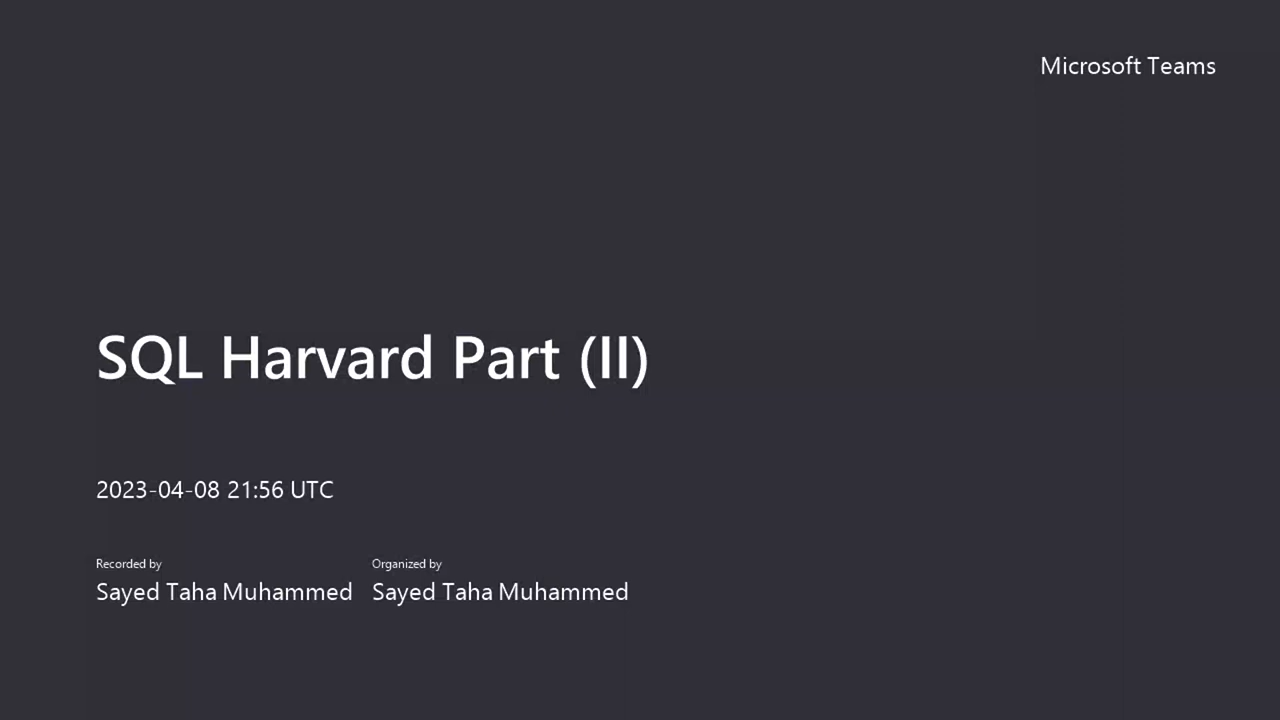 Microsoft Teams
SQL Harvard Part (II)
2023-04-08 21:56 UTC
Recorded by Organized by
Sayed Taha Muhammed Sayed Taha Muhammed